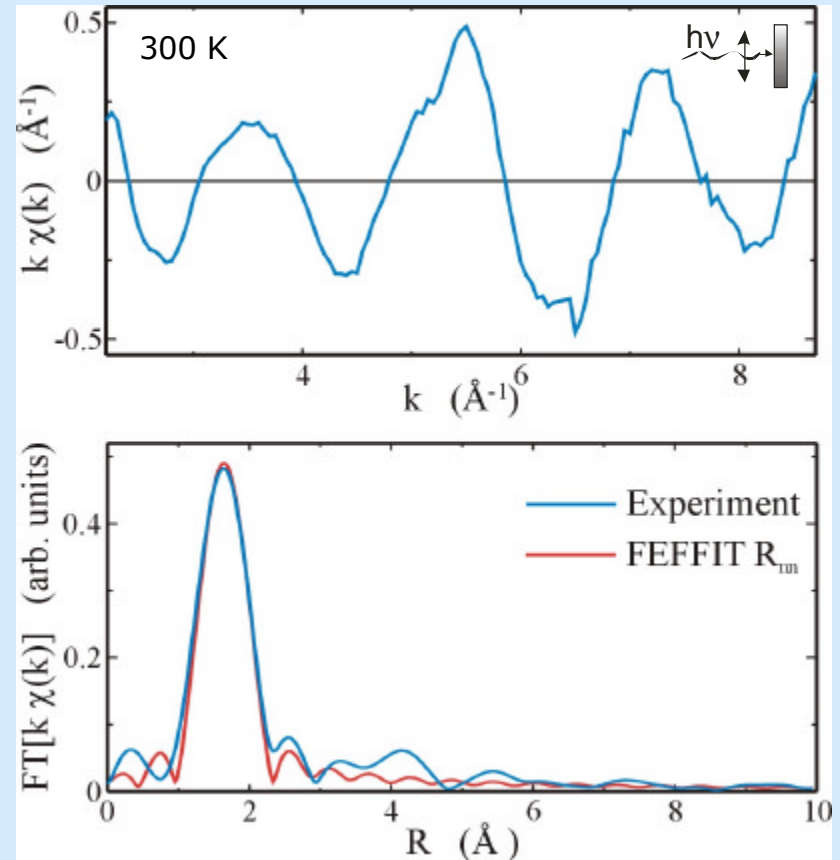 0.5
300 K
hν
k χ(k) (Å⁻¹)
0
-0.5
4 6 8
k (Å⁻¹)
FT[k χ(k)] (arb. units)
Experiment
FEFFIT Rₙₙ
0.4
0.2
0
0 2 4 6 8 10
R (Å)